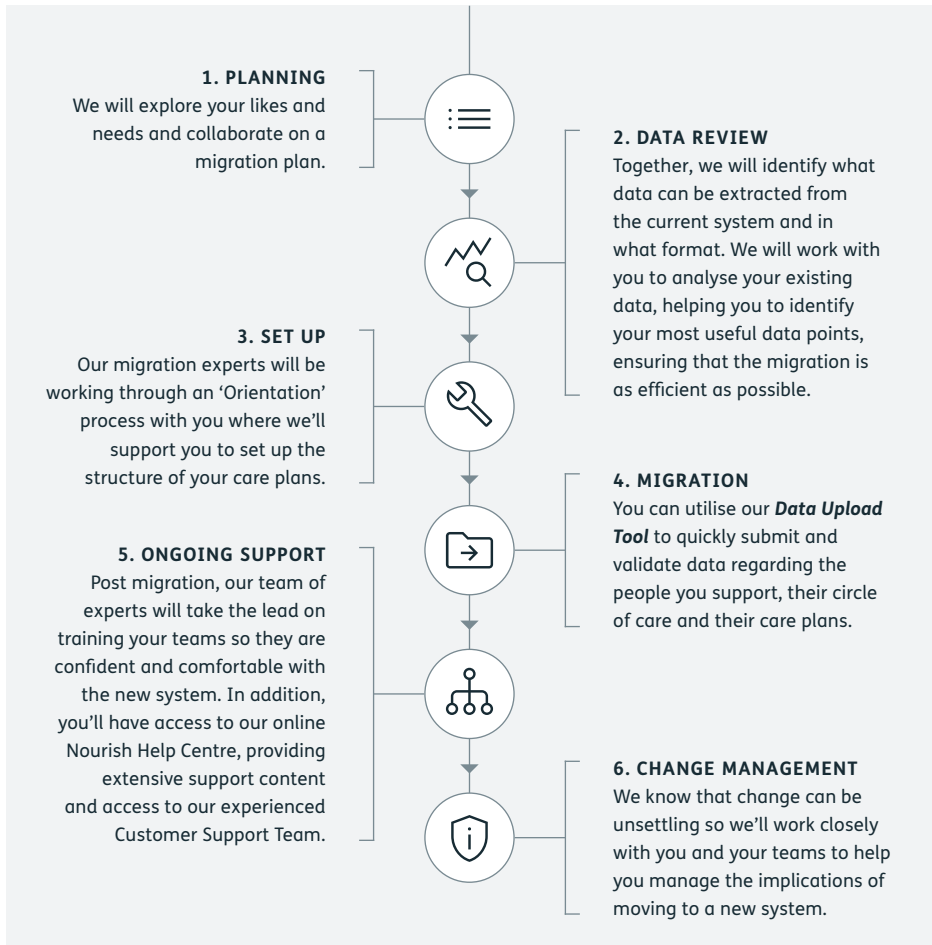 1. PLANNING
We will explore your likes and
needs and collaborate on a
migration plan.
2. DATA REVIEW
Together, we will identify what
data can be extracted from
the current system and in
what format. We will work with
you to analyse your existing
data, helping you to identify
your most useful data points,
ensuring that the migration is
as efficient as possible.
3. SET UP
Our migration experts will be
working through an ‘Orientation’
process with you where we’ll
support you to set up the
structure of your care plans.
4. MIGRATION
You can utilise our Data Upload
Tool to quickly submit and
validate data regarding the
people you support, their circle
of care and their care plans.
5. ONGOING SUPPORT
Post migration, our team of
experts will take the lead on
training your teams so they are
confident and comfortable with
the new system. In addition,
you’ll have access to our online
Nourish Help Centre, providing
extensive support content
and access to our experienced
Customer Support Team.
6. CHANGE MANAGEMENT
We know that change can be
unsettling so we’ll work closely
with you and your teams to help
you manage the implications of
moving to a new system.